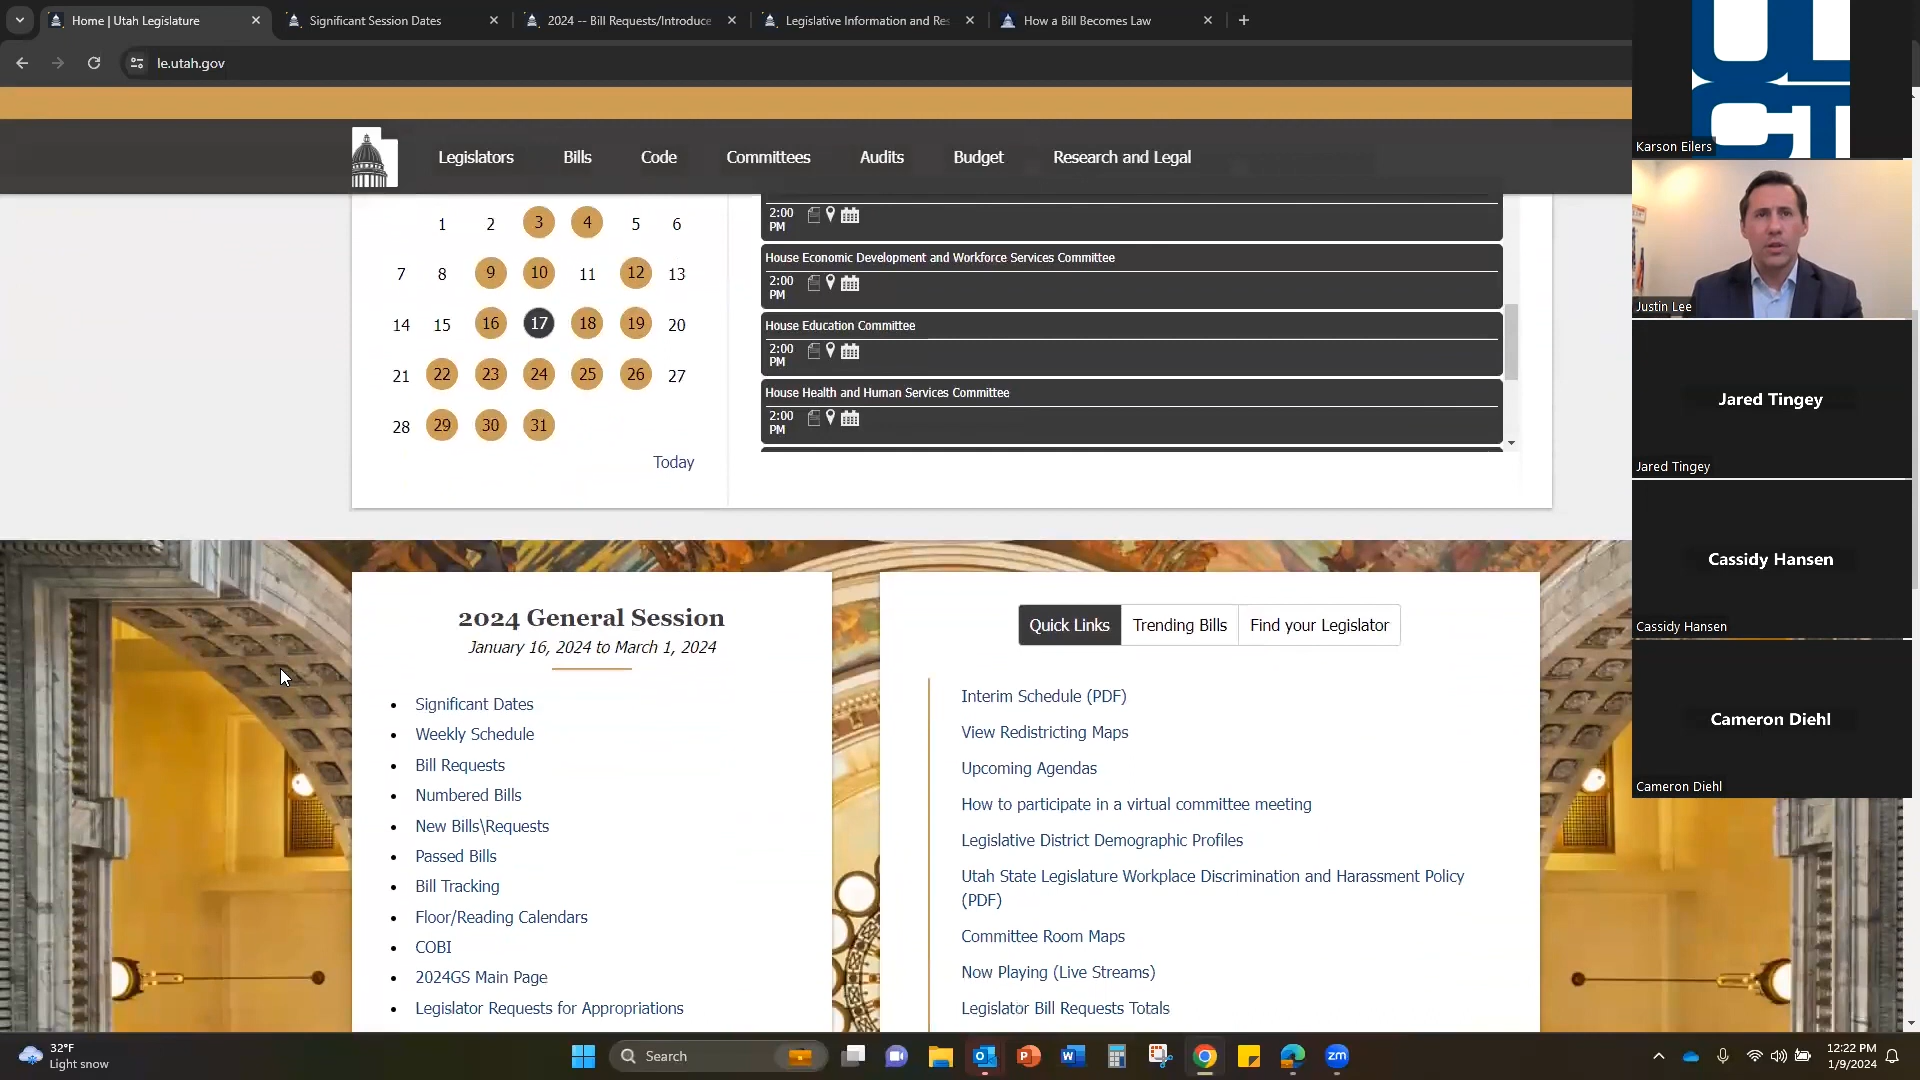 Home | Utah Legislature
Significant Session Dates
2024 -- Bill Requests/Introduce
Legislative Information and Res
How a Bill Becomes Law
le.utah.gov
Legislators Bills Code Committees Audits Budget Research and Legal
1 2 3 4 5 6
7 8 9 10 11 12 13
14 15 16 17 18 19 20
21 22 23 24 25 26 27
28 29 30 31
Today
2:00
PM
House Economic Development and Workforce Services Committee
2:00
PM
House Education Committee
2:00
PM
House Health and Human Services Committee
2:00
PM
2024 General Session
January 16, 2024 to March 1, 2024
Significant Dates
Weekly Schedule
Bill Requests
Numbered Bills
New Bills\Requests
Passed Bills
Bill Tracking
Floor/Reading Calendars
COBI
2024GS Main Page
Legislator Requests for Appropriations
Quick Links Trending Bills Find your Legislator
Interim Schedule (PDF)
View Redistricting Maps
Upcoming Agendas
How to participate in a virtual committee meeting
Legislative District Demographic Profiles
Utah State Legislature Workplace Discrimination and Harassment Policy
(PDF)
Committee Room Maps
Now Playing (Live Streams)
Legislator Bill Requests Totals
UL
CT
Karson Eilers
Justin Lee
Jared Tingey
Jared Tingey
Cassidy Hansen
Cassidy Hansen
Cameron Diehl
Cameron Diehl
32°F
Light snow
Search
zm
12:22 PM
1/9/2024